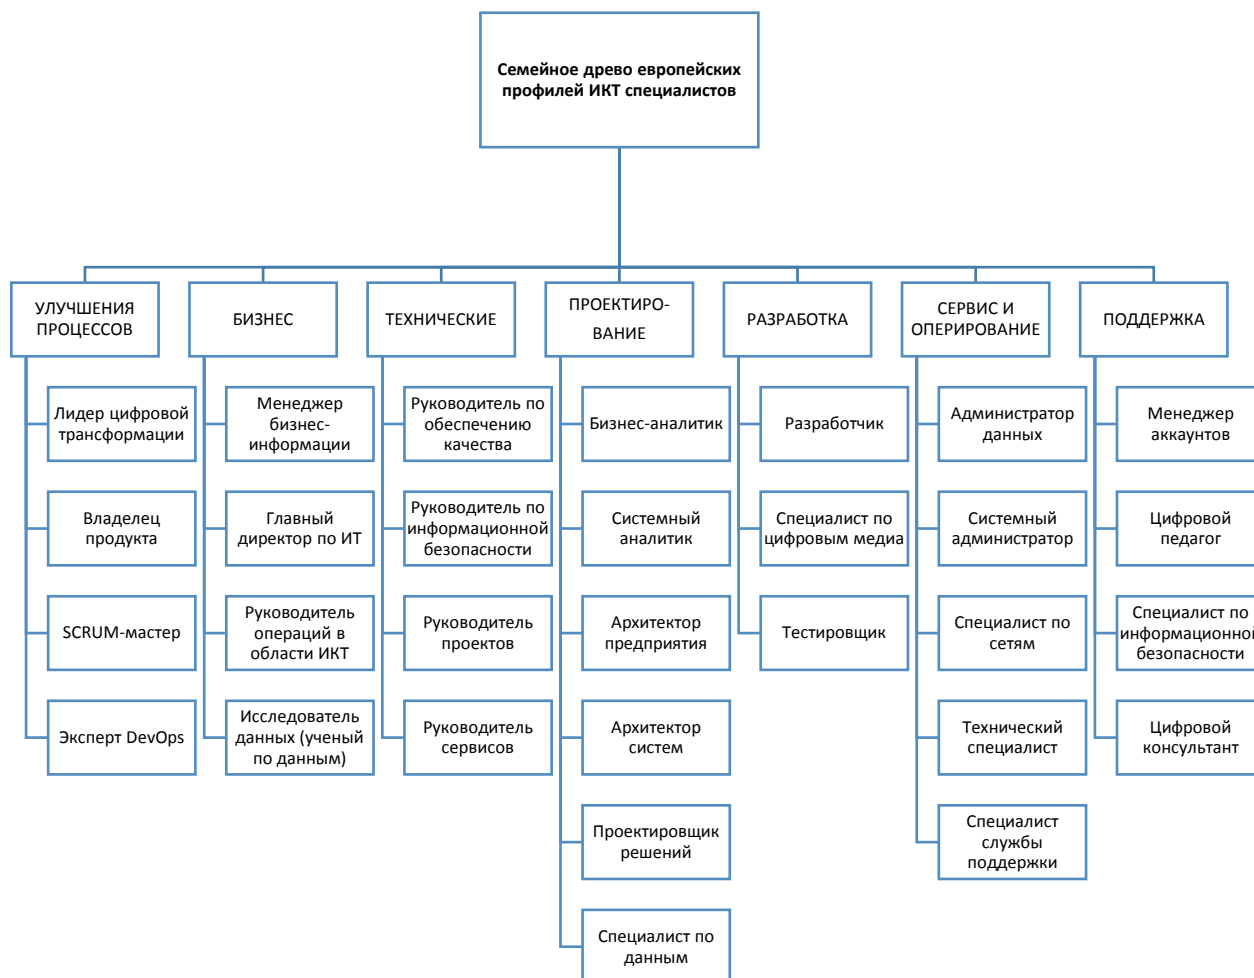 Семейное древо европейских
профилей ИКТ специалистов
УЛУЧШЕНИЯ
ПРОЦЕССОВ
Лидер цифровой
трансформации
Владелец
продукта
SCRUM-мастер
Эксперт DevOps
БИЗНЕС
Менеджер
бизнес-
информации
Главный
директор по ИТ
Руководитель
операций в
области ИКТ
Исследователь
данных (ученый
по данным)
ТЕХНИЧЕСКИЕ
Руководитель по
обеспечению
качества
Руководитель по
информационной
безопасности
Руководитель
проектов
Руководитель
сервисов
ПРОЕКТИРО-
ВАНИЕ
Бизнес-аналитик
Системный
аналитик
Архитектор
предприятия
Архитектор
систем
Проектировщик
решений
Специалист по
данным
РАЗРАБОТКА
Разработчик
Специалист по
цифровым медиа
Тестировщик
СЕРВИС И
ОПЕРИРОВАНИЕ
Администратор
данных
Системный
администратор
Специалист по
сетям
Технический
специалист
Специалист
службы
поддержки
ПОДДЕРЖКА
Менеджер
аккаунтов
Цифровой
педагог
Специалист по
информационной
безопасности
Цифровой
консультант